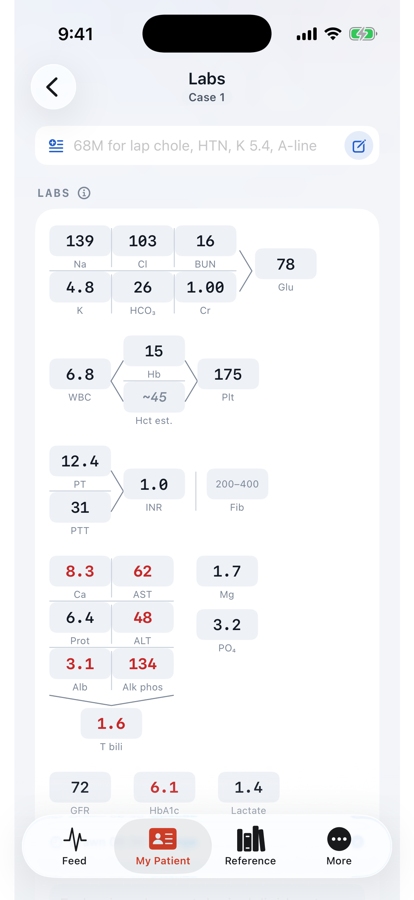 9:41
Labs
Case 1
68M for lap chole, HTN, K 5.4, A-line
LABS
139 103 16
Na Cl BUN
78
Glu
4.8 26 1.00
K HCO₃ Cr
15
Hb
6.8 175
WBC Plt
~45
Hct est.
12.4
PT
1.0 200–400
INR Fib
31
PTT
8.3 62 1.7
Ca AST Mg
6.4 48 3.2
Prot ALT PO₄
3.1 134
Alb Alk phos
1.6
T bili
72 6.1 1.4
GFR HbA1c Lactate
Feed My Patient Reference More